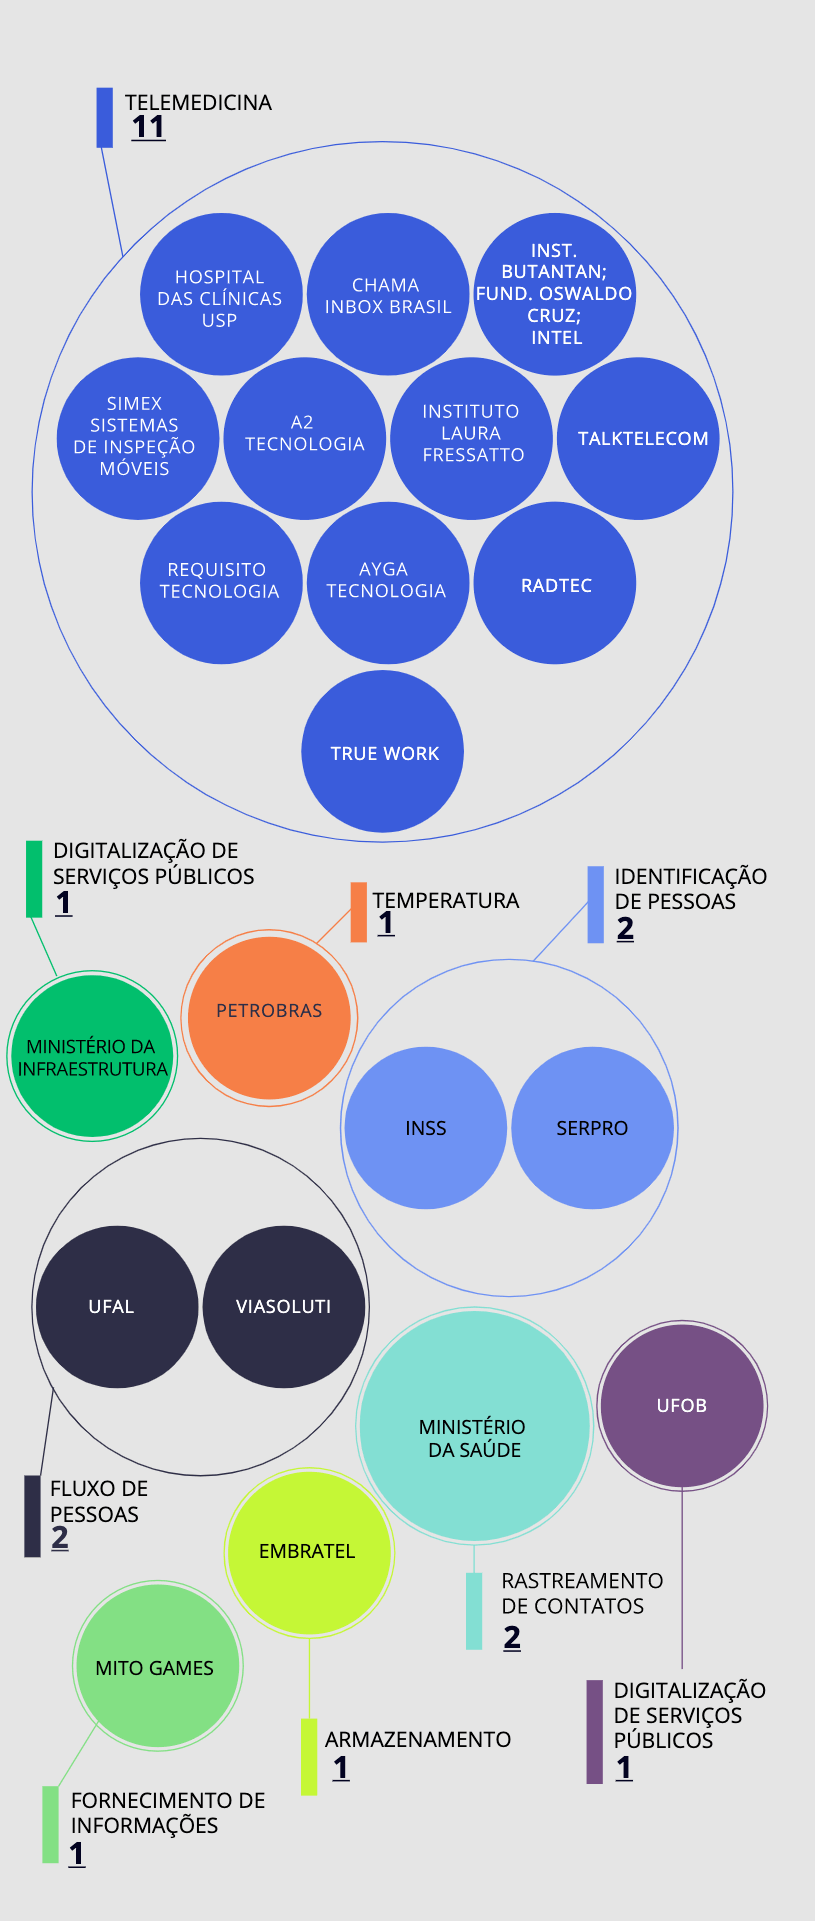 TELEMEDICINA
11
HOSPITAL
DAS CLÍNICAS
USP
CHAMA
INBOX BRASIL
INST.
BUTANTAN;
FUND. OSWALDO
CRUZ;
INTEL
SIMEX
SISTEMAS
DE INSPEÇÃO
MÓVEIS
A2
TECNOLOGIA
INSTITUTO
LAURA
FRESSATTO
TALKTELECOM
REQUISITO
TECNOLOGIA
AYGA
TECNOLOGIA
RADTEC
TRUE WORK
DIGITALIZAÇÃO DE
SERVIÇOS PÚBLICOS
1
TEMPERATURA
1
IDENTIFICAÇÃO
DE PESSOAS
2
MINISTÉRIO DA
INFRAESTRUTURA
PETROBRAS
INSS
SERPRO
UFAL
VIASOLUTI
FLUXO DE
PESSOAS
2
MINISTÉRIO
DA SAÚDE
UFOB
EMBRATEL
RASTREAMENTO
DE CONTATOS
2
MITO GAMES
DIGITALIZAÇÃO
DE SERVIÇOS
PÚBLICOS
1
ARMAZENAMENTO
1
FORNECIMENTO DE
INFORMAÇÕES
1